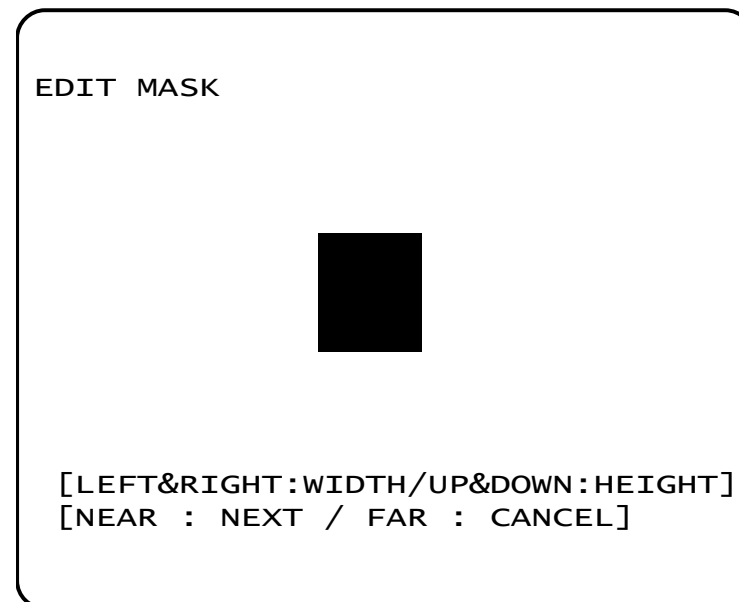 EDIT MASK
[LEFT&RIGHT:WIDTH/UP&DOWN:HEIGHT]
[NEAR : NEXT / FAR : CANCEL]